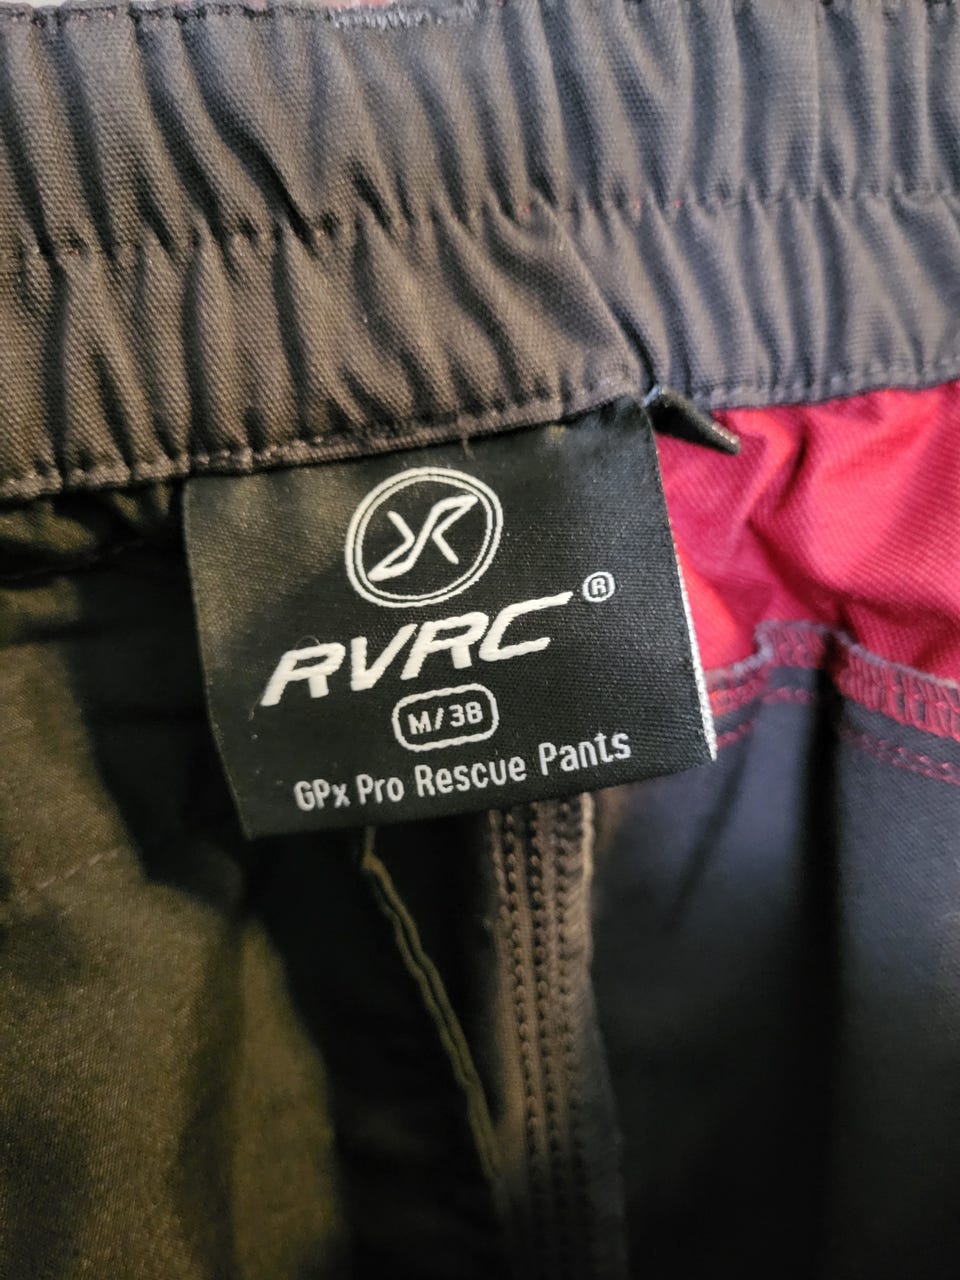 RVRC®
M/38
GPx Pro Rescue Pants